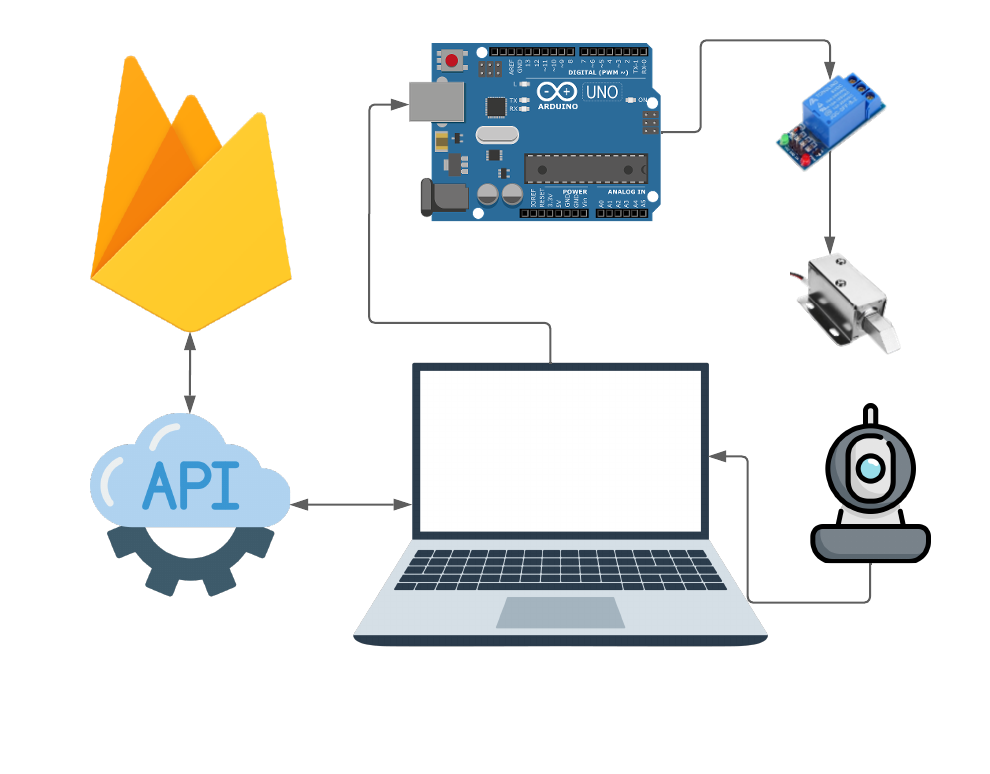 AREF
GND
13
12
~11
~10
~9
8
7
~6
~5
4
~3
2
TX-1
RX-0
DIGITAL (PWM ~)
L
TX
RX
ARDUINO
UNO
ON
IOREF
RESET
3.3V
5V
GND
GND
Vin
POWER
ANALOG IN
A0
A1
A2
A3
A4
A5
API